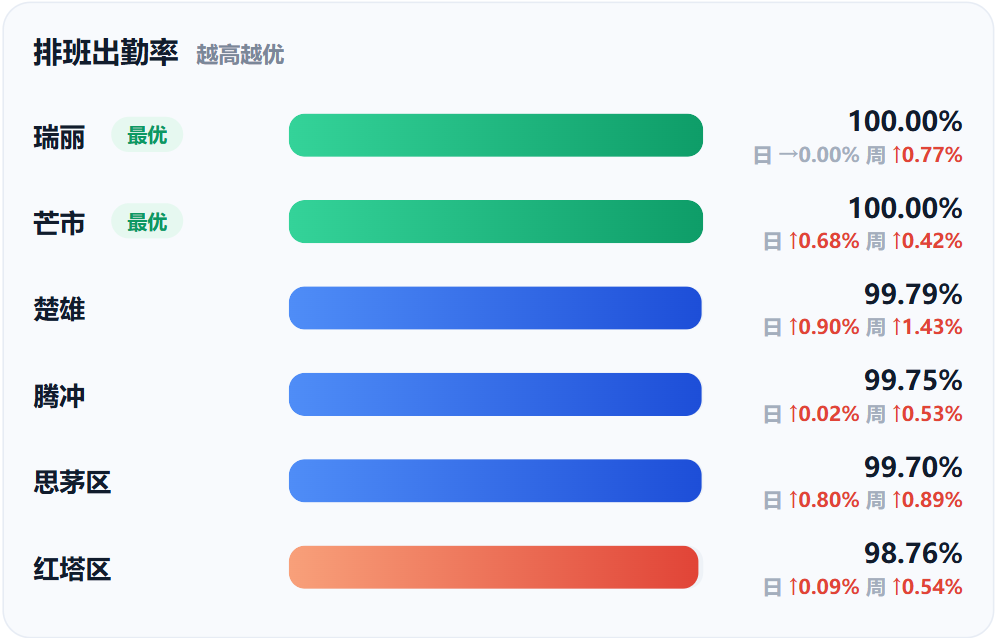 排班出勤率 越高越优
瑞丽 最优 100.00%
日 →0.00% 周 ↑0.77%
芒市 最优 100.00%
日 ↑0.68% 周 ↑0.42%
楚雄 99.79%
日 ↑0.90% 周 ↑1.43%
腾冲 99.75%
日 ↑0.02% 周 ↑0.53%
思茅区 99.70%
日 ↑0.80% 周 ↑0.89%
红塔区 98.76%
日 ↑0.09% 周 ↑0.54%